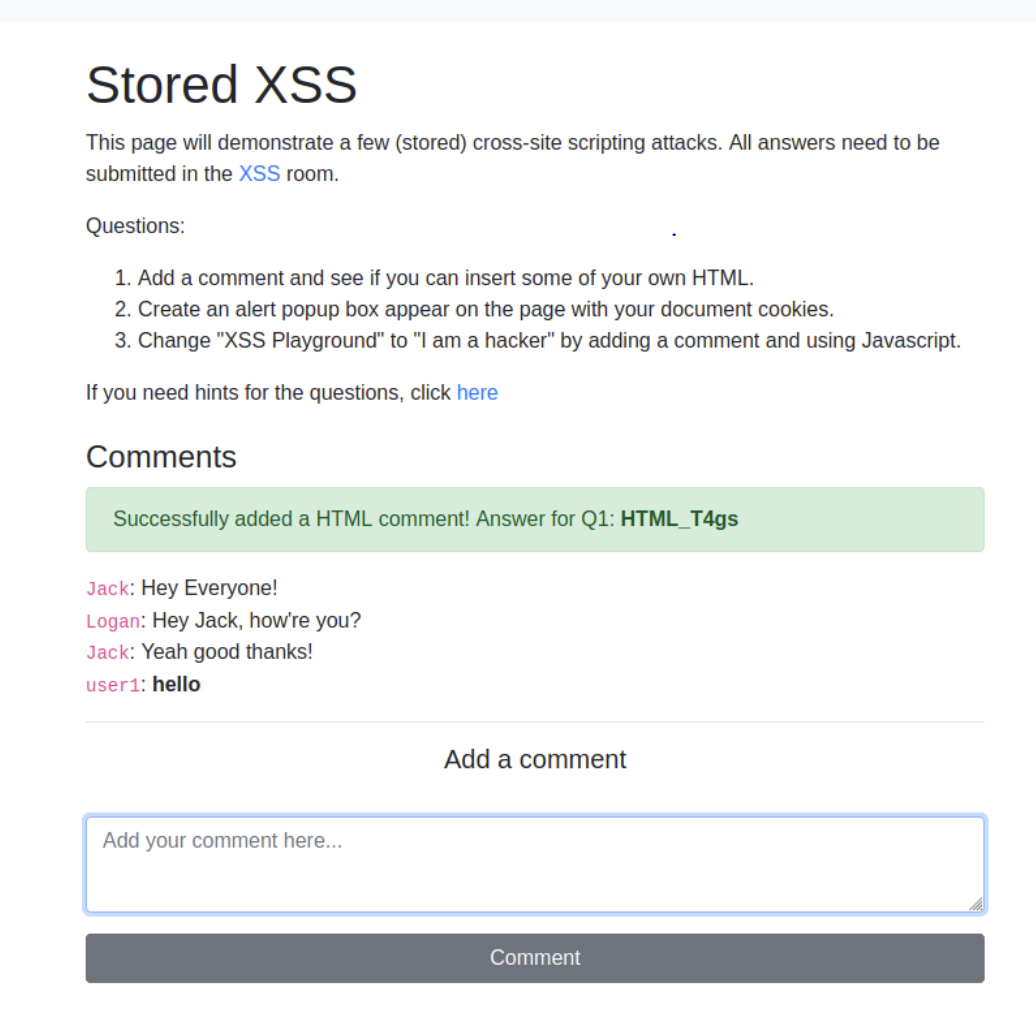 Stored XSS
This page will demonstrate a few (stored) cross-site scripting attacks. All answers need to be
submitted in the XSS room.
Questions:
1. Add a comment and see if you can insert some of your own HTML.
2. Create an alert popup box appear on the page with your document cookies.
3. Change "XSS Playground" to "I am a hacker" by adding a comment and using Javascript.
If you need hints for the questions, click here
Comments
Successfully added a HTML comment! Answer for Q1: HTML_T4gs
Jack: Hey Everyone!
Logan: Hey Jack, how're you?
Jack: Yeah good thanks!
user1: hello
Add a comment
Add your comment here...
Comment